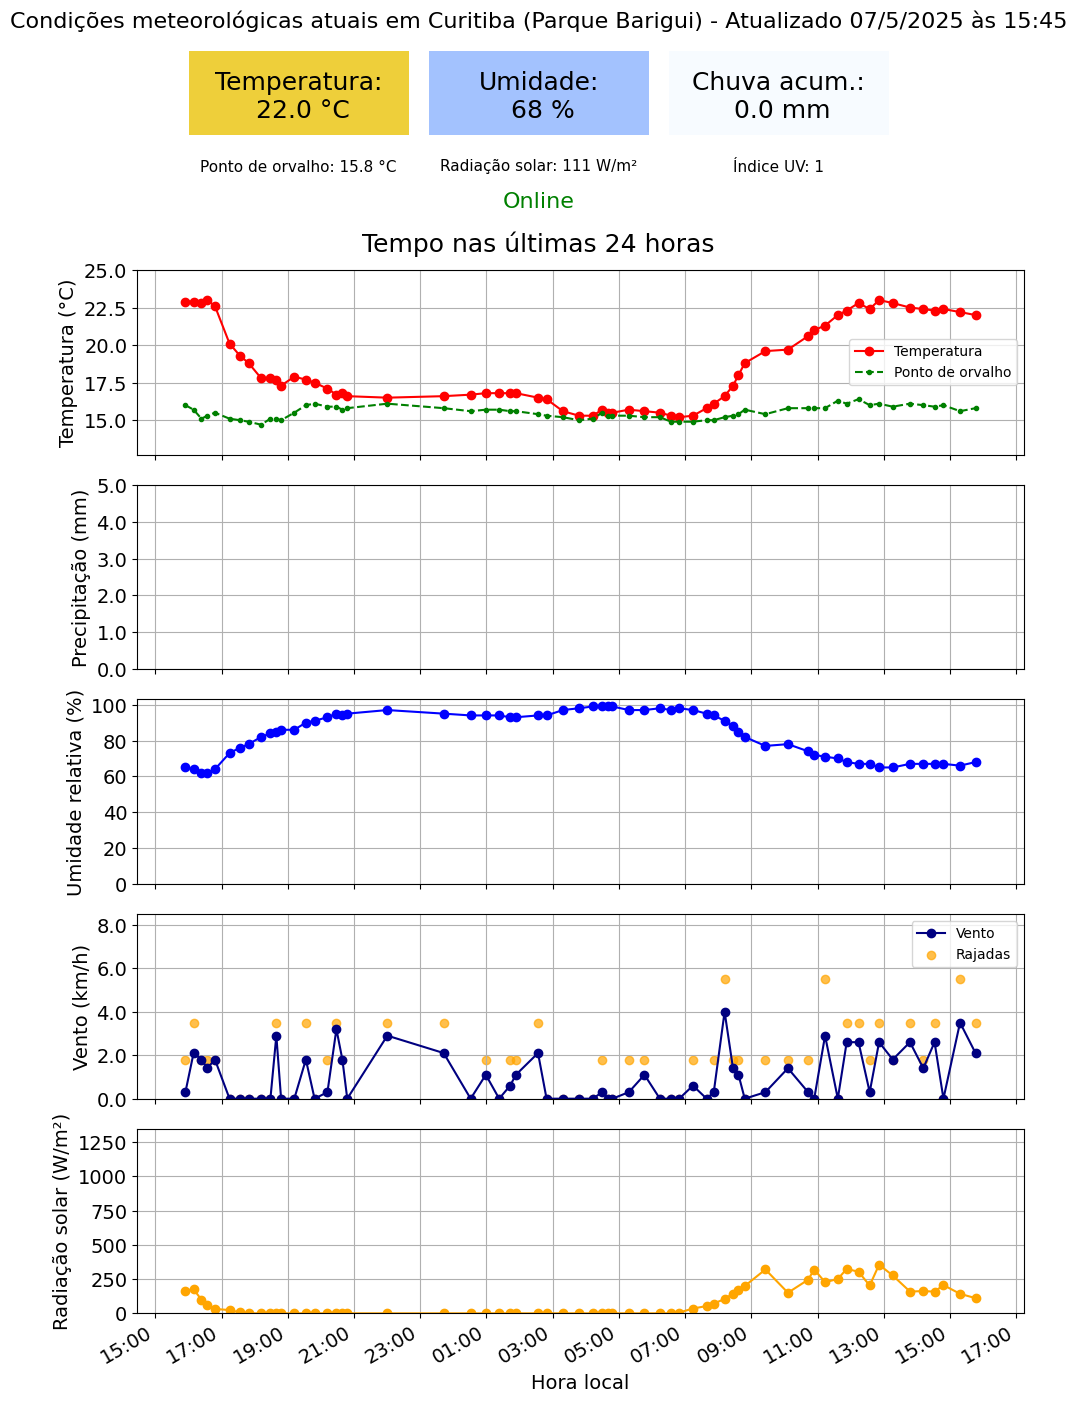 Condições meteorológicas atuais em Curitiba (Parque Barigui) - Atualizado 07/5/2025 às 15:45
Temperatura:
22.0 °C
Umidade:
68 %
Chuva acum.:
0.0 mm
Ponto de orvalho: 15.8 °C
Radiação solar: 111 W/m²
Índice UV: 1
Online
Tempo nas últimas 24 horas
Temperatura (°C)
25.0
22.5
20.0
17.5
15.0
Temperatura
Ponto de orvalho
Precipitação (mm)
5.0
4.0
3.0
2.0
1.0
0.0
Umidade relativa (%)
100
80
60
40
20
0
Vento (km/h)
8.0
6.0
4.0
2.0
0.0
Vento
Rajadas
Radiação solar (W/m²)
1250
1000
750
500
250
0
15:00
17:00
19:00
21:00
23:00
01:00
03:00
05:00
07:00
09:00
11:00
13:00
15:00
17:00
Hora local